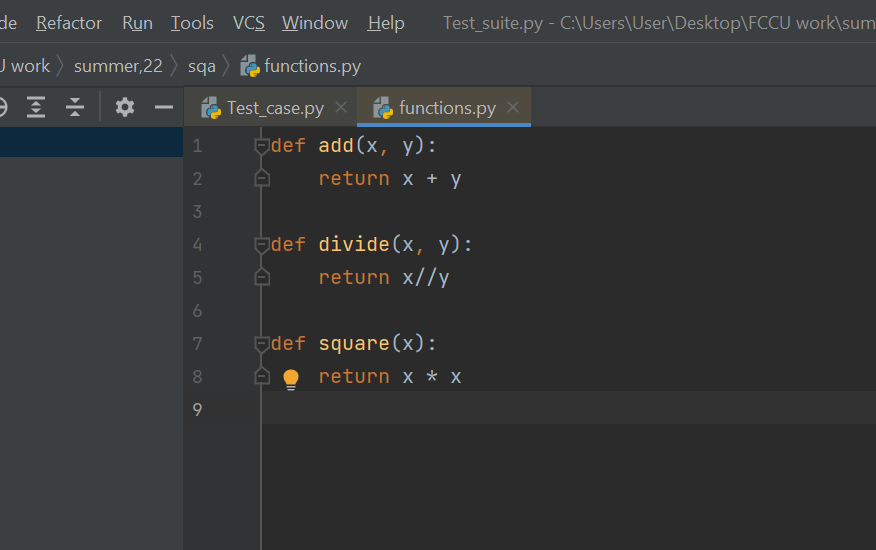 de Refactor Run Tools VCS Window Help Test_suite.py - C:\Users\User\Desktop\FCCU work\sum
U work summer,22 sqa functions.py
Test_case.py functions.py
1 def add(x, y):
2 return x + y
3
4 def divide(x, y):
5 return x//y
6
7 def square(x):
8 return x * x
9